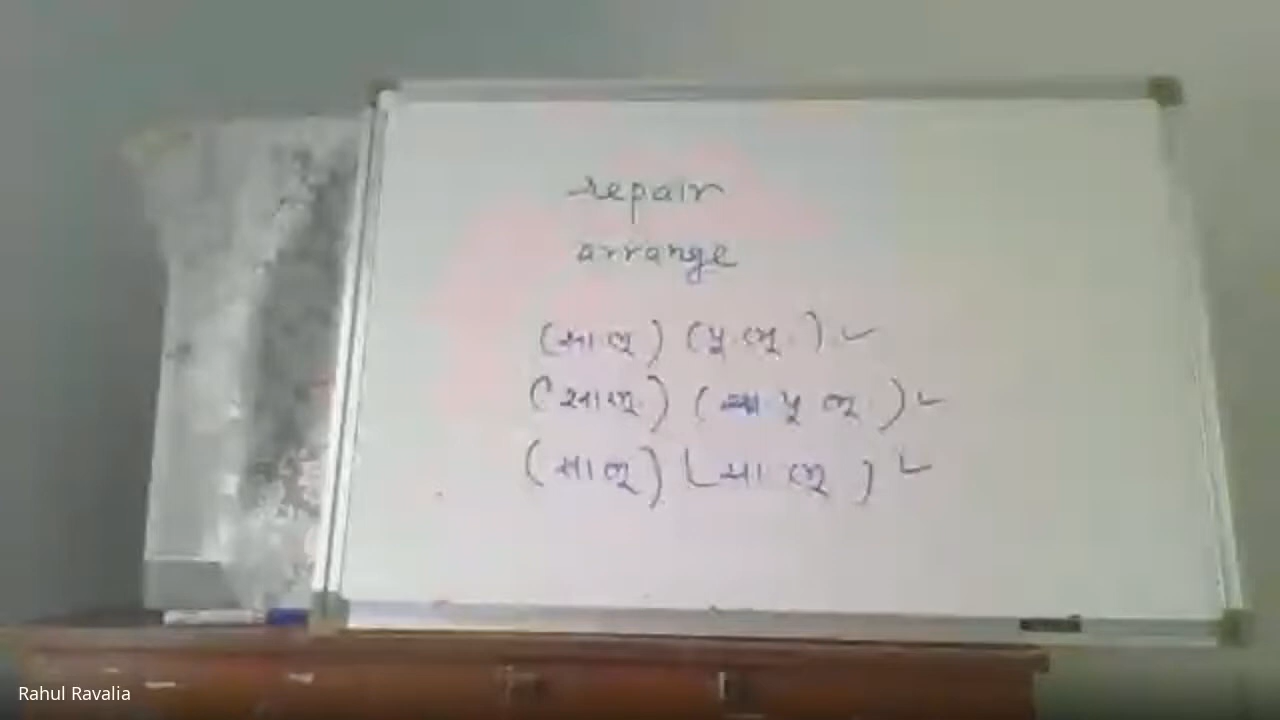 repair
arrange
(સા.ભૂ) (પૂ.ભૂ.) ✓
(સા.ભૂ.) (ચા.પૂ.ભૂ.) ✓
(સા.ભૂ) (ચા.ભૂ) ✓
Rahul Ravalia